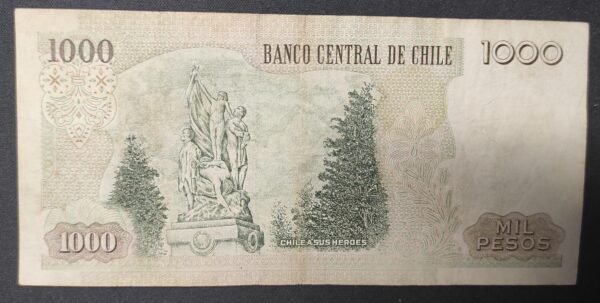 1000
BANCO CENTRAL DE CHILE
1000
CHILE A SUS HEROES
1000
MIL
PESOS